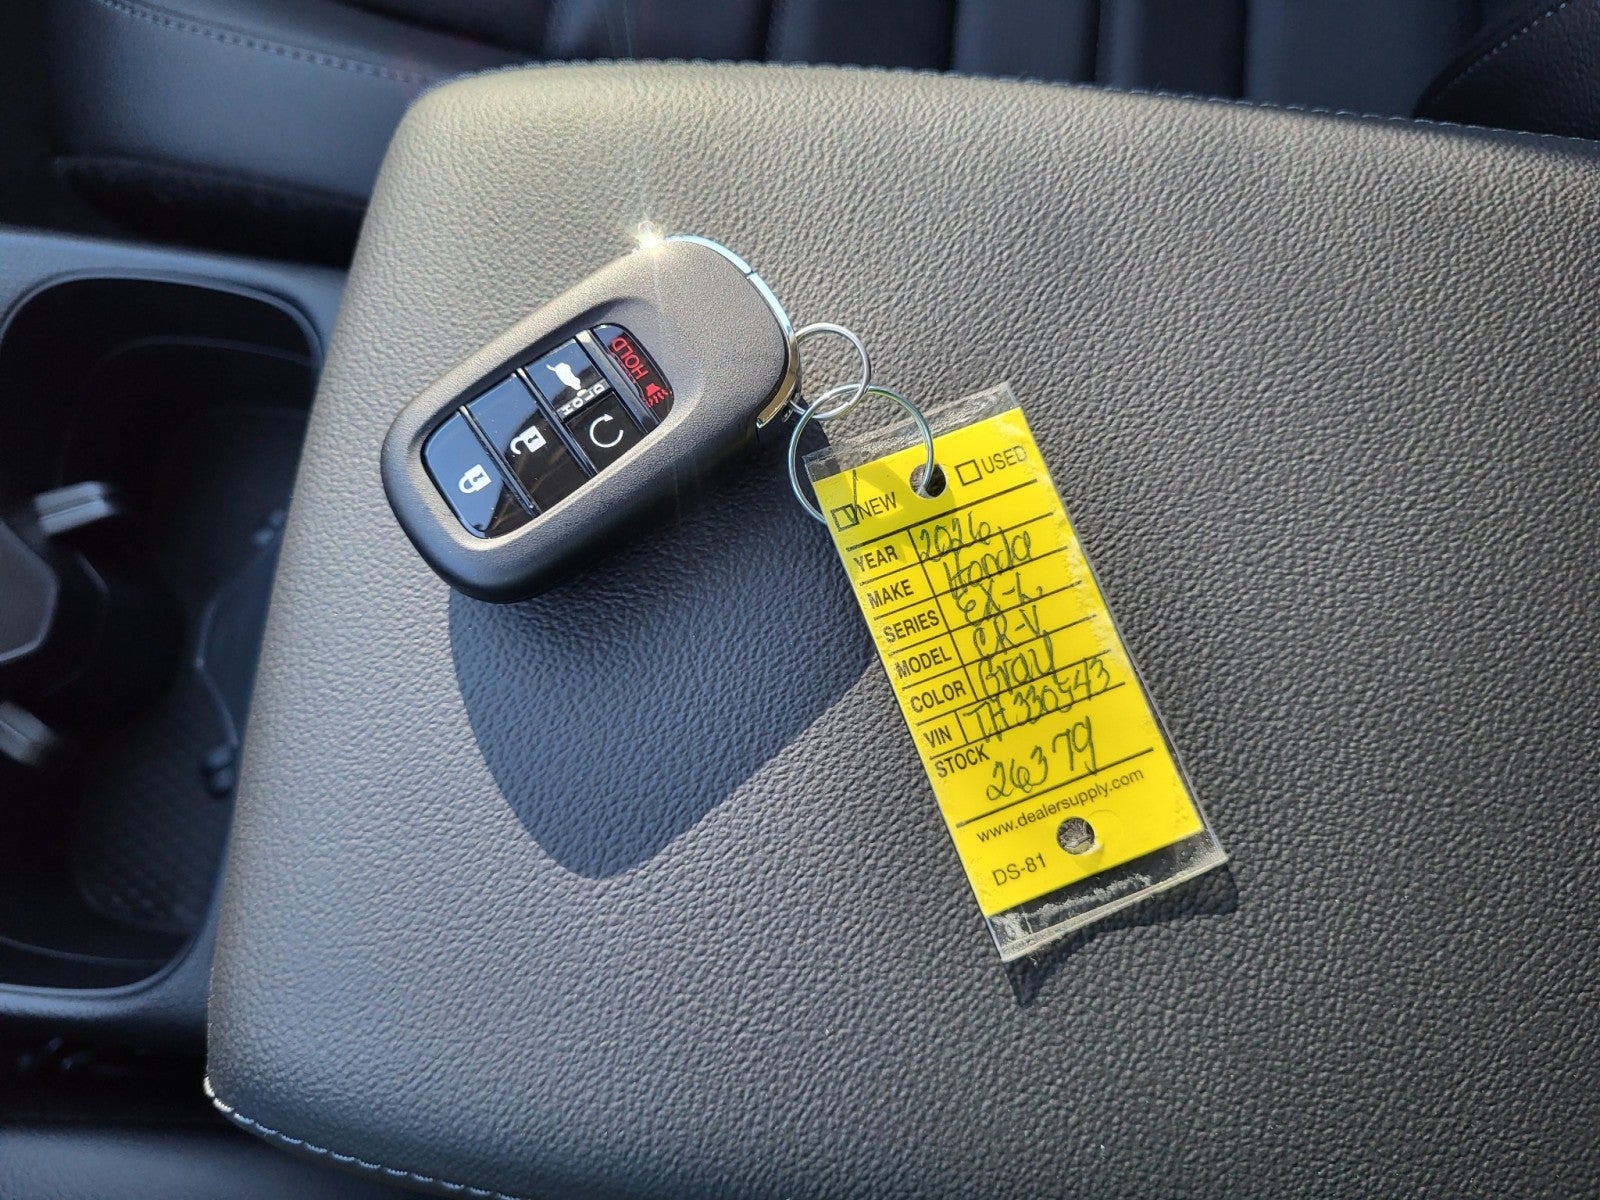 HOLD
HOLD
NEW USED
YEAR 2026
MAKE Honda
SERIES EX-L
MODEL CR-V
COLOR Gray
VIN TH330543
STOCK 26379
www.dealersupply.com
DS-81